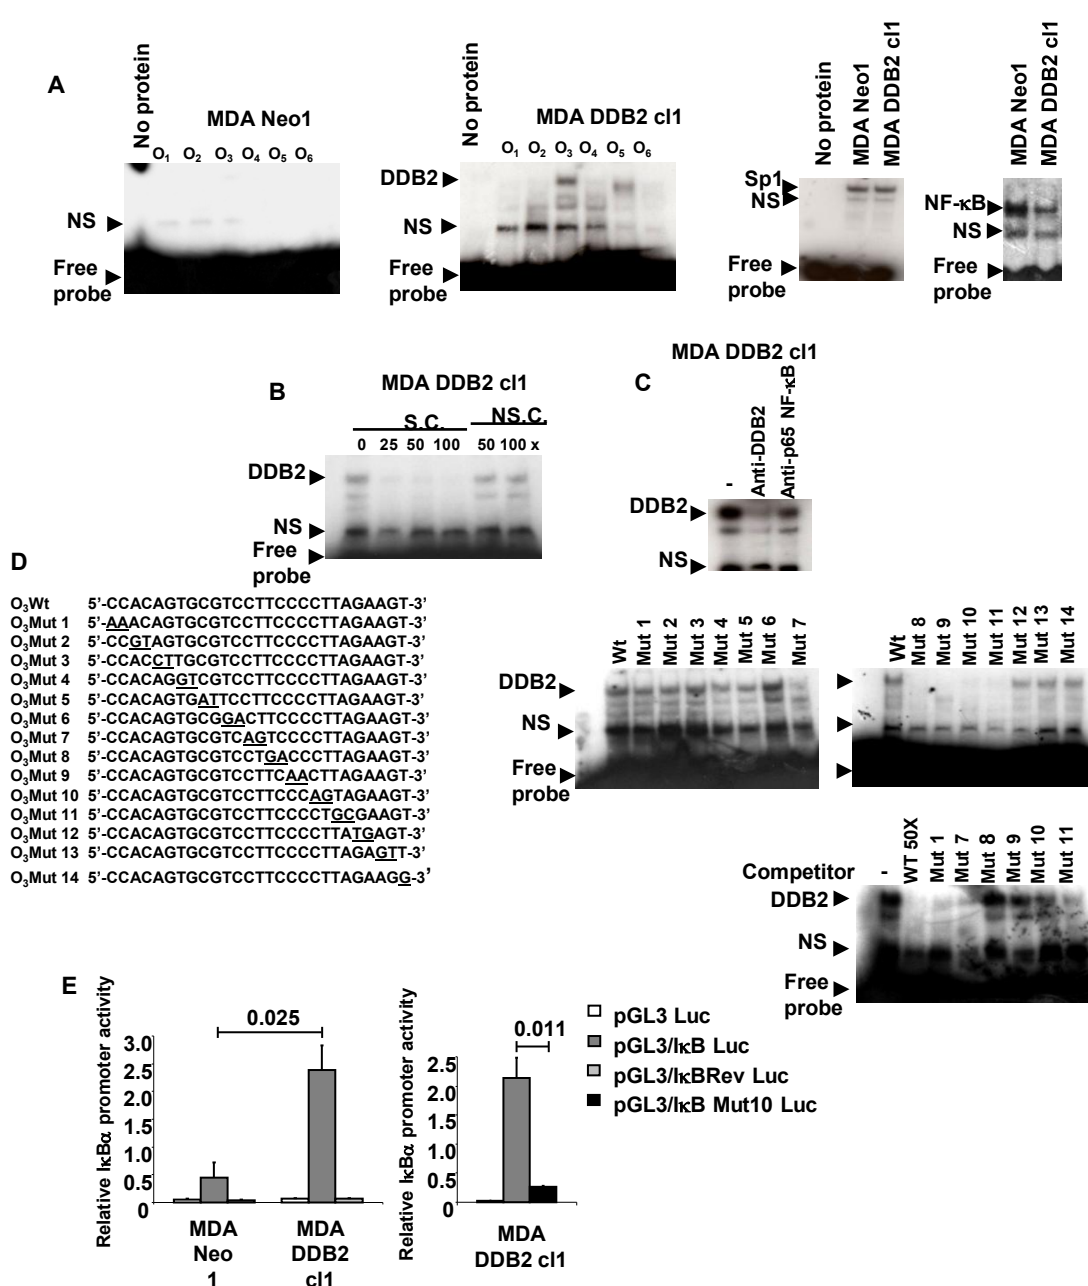 A
No protein
MDA Neo1
O1 O2 O3 O4 O5 O6
NS
Free
probe
No protein
MDA DDB2 cl1
O1 O2 O3 O4 O5 O6
DDB2
NS
Free
probe
No protein
MDA Neo1
MDA DDB2 cl1
Sp1
NS
Free
probe
MDA Neo1
MDA DDB2 cl1
NF-κB
NS
Free
probe
B
MDA DDB2 cl1
S.C. NS.C.
0 25 50 100 50 100 x
DDB2
NS
Free
probe
C
MDA DDB2 cl1
-
Anti-DDB2
Anti-p65 NF-κB
DDB2
NS
D
O3Wt 5’-CCACAGTGCGTCCTTCCCCTTAGAAGT-3’
O3Mut 1 5’-AAACAGTGCGTCCTTCCCCTTAGAAGT-3’
O3Mut 2 5’-CCGTAGTGCGTCCTTCCCCTTAGAAGT-3’
O3Mut 3 5’-CCACCTTGCGTCCTTCCCCTTAGAAGT-3’
O3Mut 4 5’-CCACAGGTCGTCCTTCCCCTTAGAAGT-3’
O3Mut 5 5’-CCACAGTGATTCCTTCCCCTTAGAAGT-3’
O3Mut 6 5’-CCACAGTGCGGACTTCCCCTTAGAAGT-3’
O3Mut 7 5’-CCACAGTGCGTCAGTCCCCTTAGAAGT-3’
O3Mut 8 5’-CCACAGTGCGTCCTGACCCTTAGAAGT-3’
O3Mut 9 5’-CCACAGTGCGTCCTTCAACTTAGAAGT-3’
O3Mut 10 5’-CCACAGTGCGTCCTTCCCAGTAGAAGT-3’
O3Mut 11 5’-CCACAGTGCGTCCTTCCCCTGCGAAGT-3’
O3Mut 12 5’-CCACAGTGCGTCCTTCCCCTTATGAGT-3’
O3Mut 13 5’-CCACAGTGCGTCCTTCCCCTTAGAGTT-3’
O3Mut 14 5’-CCACAGTGCGTCCTTCCCCTTAGAAGG-3’
Wt
Mut 1
Mut 2
Mut 3
Mut 4
Mut 5
Mut 6
Mut 7
DDB2
NS
Free
probe
Wt
Mut 8
Mut 9
Mut 10
Mut 11
Mut 12
Mut 13
Mut 14
Competitor
-
WT 50X
Mut 1
Mut 7
Mut 8
Mut 9
Mut 10
Mut 11
DDB2
NS
Free
probe
E
Relative IκBα promoter activity
3.0
2.5
2.0
1.5
1.0
0.5
0
0.025
MDA
Neo
1
MDA
DDB2
cl1
Relative IκBα promoter activity
2.5
2.0
1.5
1.0
0.5
0
0.011
MDA
DDB2 cl1
pGL3 Luc
pGL3/IκB Luc
pGL3/IκBRev Luc
pGL3/IκB Mut10 Luc